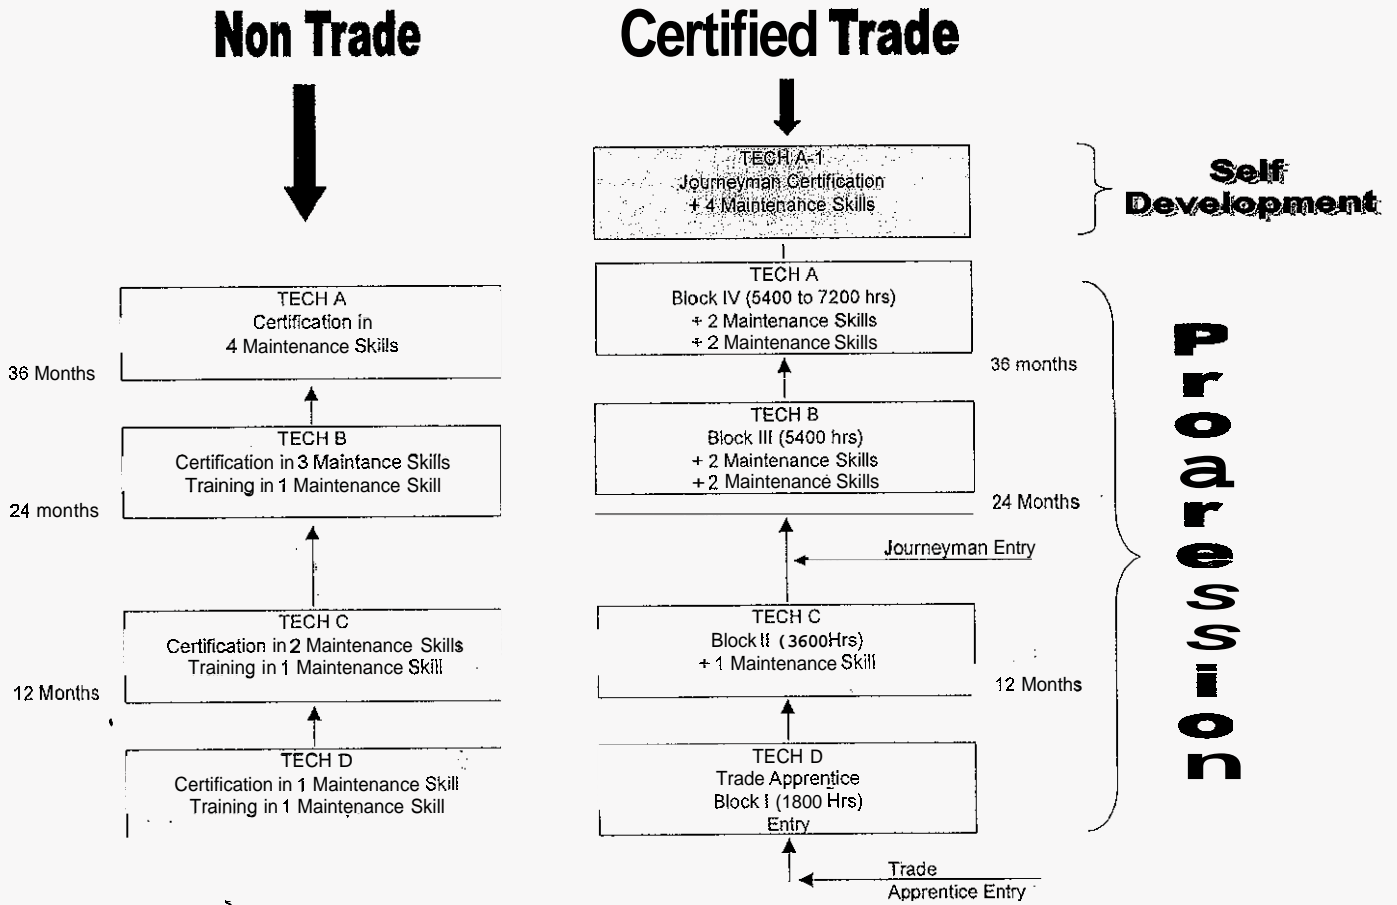 Non Trade
TECH A
Certification in
4 Maintenance Skills
36 Months
TECH B
Certification in 3 Maintance Skills
Training in 1 Maintenance Skill
24 months
TECH C
Certification in 2 Maintenance Skills
Training in 1 Maintenance Skill
12 Months
TECH D
Certification in 1 Maintenance Skill
Training in 1 Maintenance Skill
Certified Trade
TECH A-1
Journeyman Certification
+ 4 Maintenance Skills
TECH A
Block IV (5400 to 7200 hrs)
+ 2 Maintenance Skills
+ 2 Maintenance Skills
36 months
TECH B
Block III (5400 hrs)
+ 2 Maintenance Skills
+ 2 Maintenance Skills
24 Months
Journeyman Entry
TECH C
Block II (3600Hrs)
+ 1 Maintenance Skill
12 Months
TECH D
Trade Apprentice
Block I (1800 Hrs)
Entry
Trade
Apprentice Entry
Self
Development
Proaression